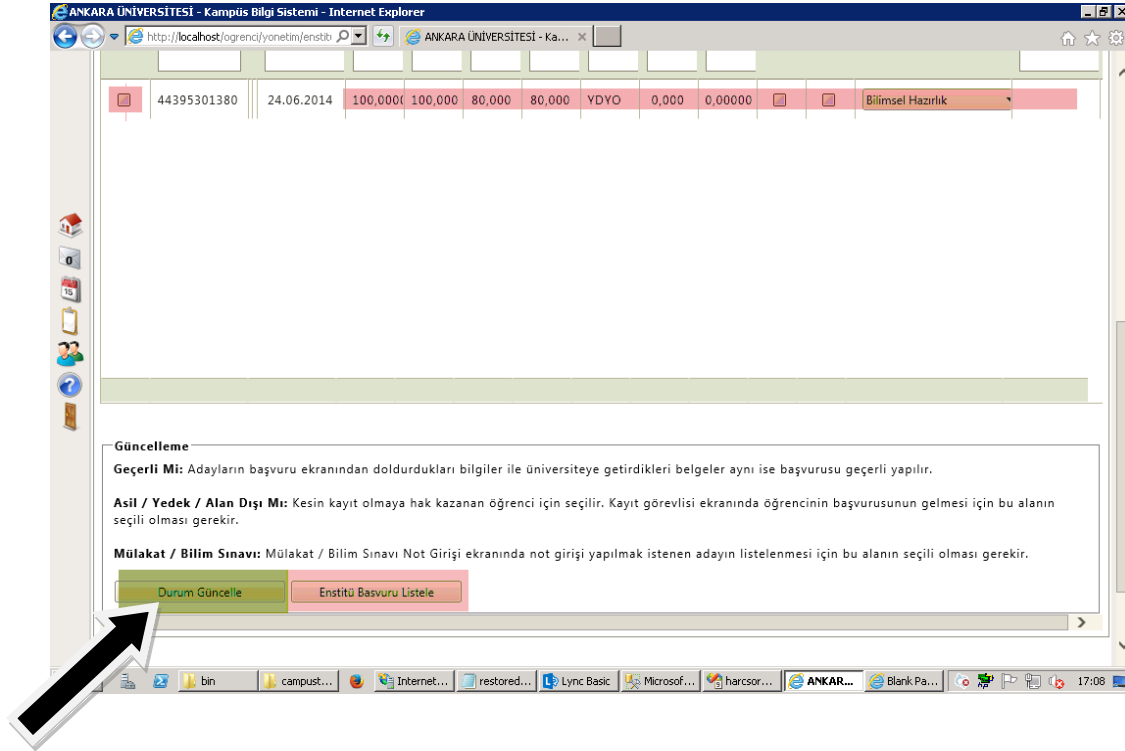 ANKARA ÜNİVERSİTESİ - Kampüs Bilgi Sistemi - Internet Explorer
http://localhost/ogrenci/yonetim/enstitu
ANKARA ÜNİVERSİTESİ - Ka...
44395301380 24.06.2014 100,0000 100,000 80,000 80,000 YDYO 0,000 0,00000 Bilimsel Hazırlık
0
15
Güncelleme
Geçerli Mi: Adayların başvuru ekranından doldurdukları bilgiler ile üniversiteye getirdikleri belgeler aynı ise başvurusu geçerli yapılır.
Asil / Yedek / Alan Dışı Mı: Kesin kayıt olmaya hak kazanan öğrenci için seçilir. Kayıt görevlisi ekranında öğrencinin başvurusunun gelmesi için bu alanın
seçili olması gerekir.
Mülakat / Bilim Sınavı: Mülakat / Bilim Sınavı Not Girişi ekranında not girişi yapılmak istenen adayın listelenmesi için bu alanın seçili olması gerekir.
Durum Güncelle Enstitü Basvuru Listele
bin campust... Internet... restored... Lync Basic Microsof... harcsor... ANKAR... Blank Pa... 17:08